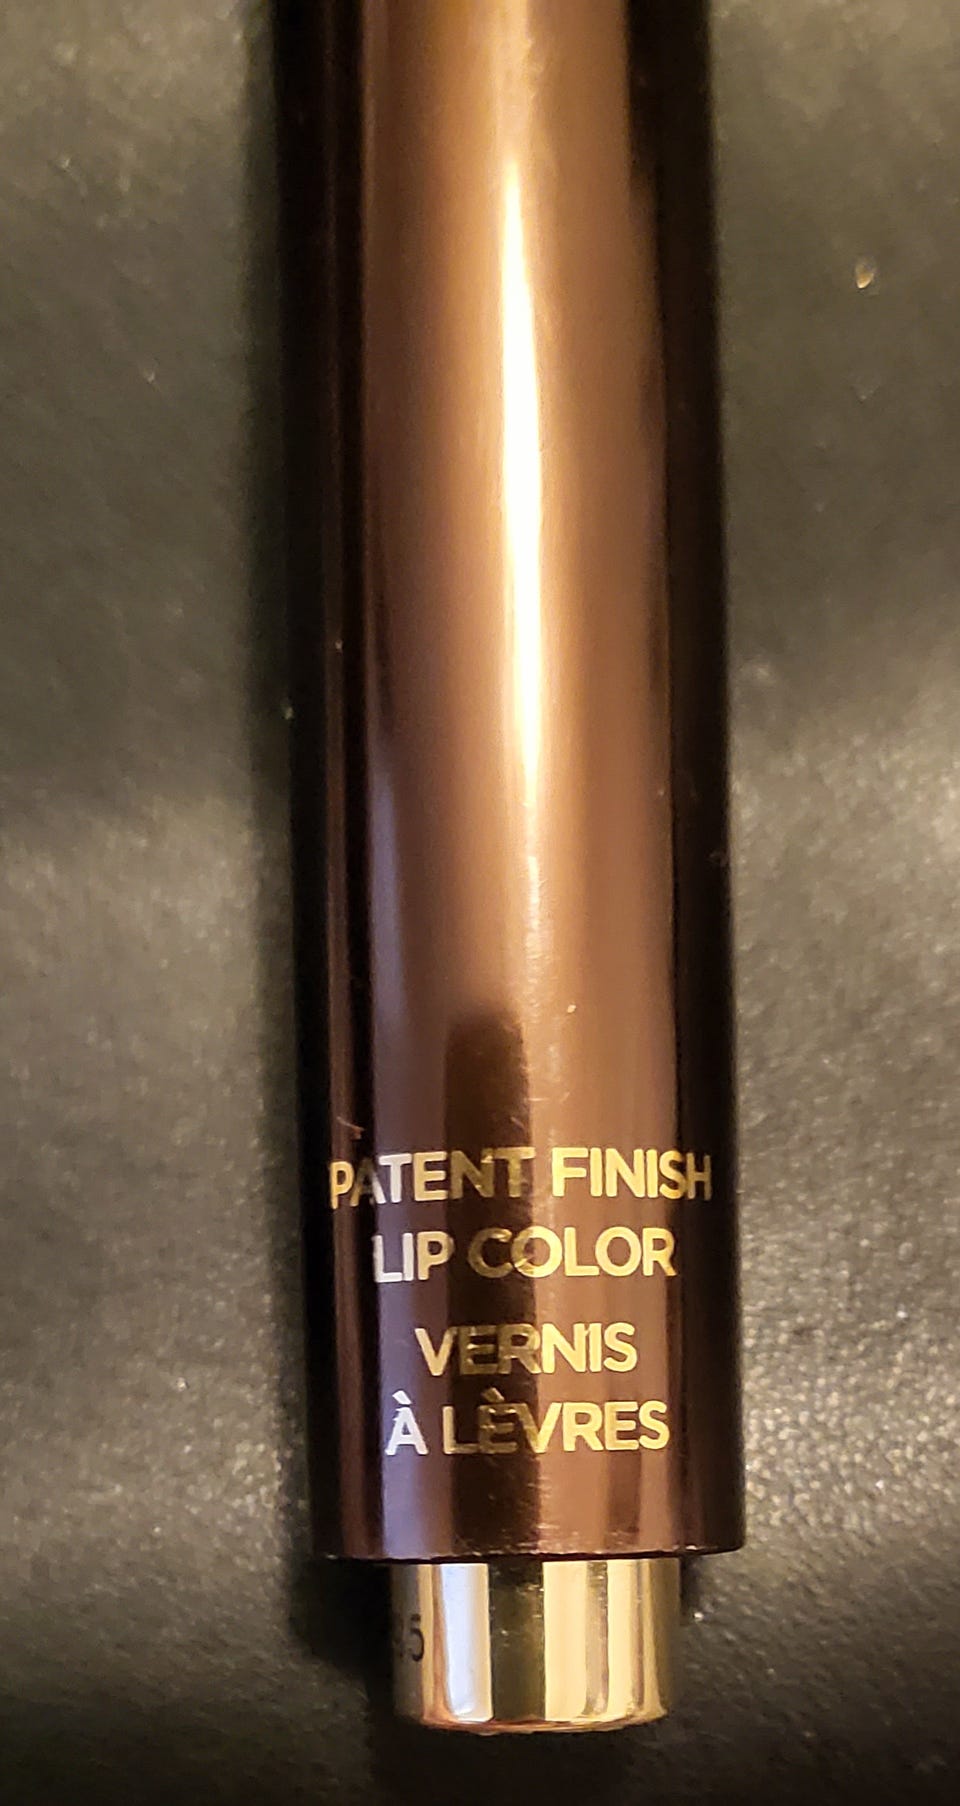 PATENT FINISH
LIP COLOR
VERNIS
À LÈVRES